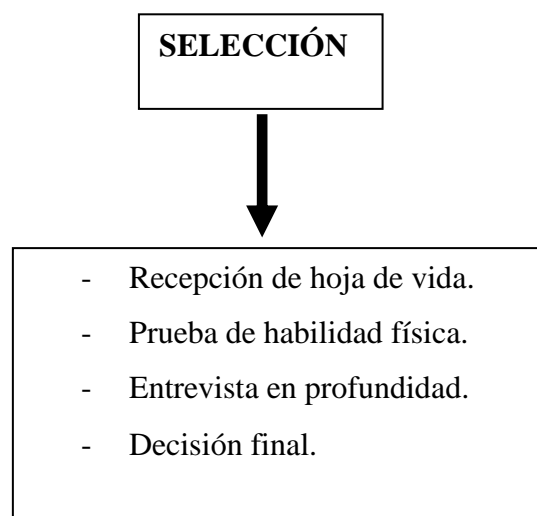 SELECCIÓN
- Recepción de hoja de vida.
- Prueba de habilidad física.
- Entrevista en profundidad.
- Decisión final.